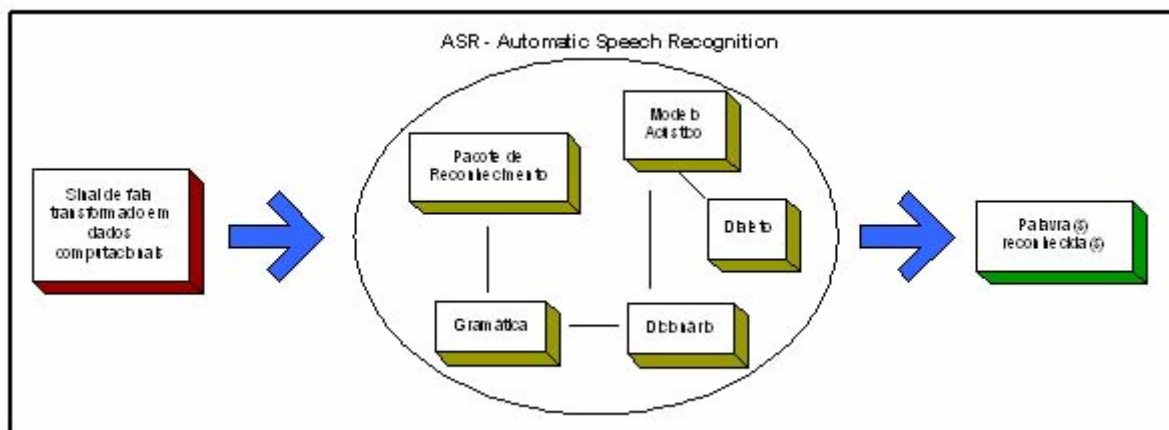 ASR - Automatic Speech Recognition
Sinal de fala
transformado em
dados
computacionais
Pacote de
Reconhecimento
Modelo
Acústico
Dialeto
Gramática
Dicionário
Palavra(s)
reconhecida(s)